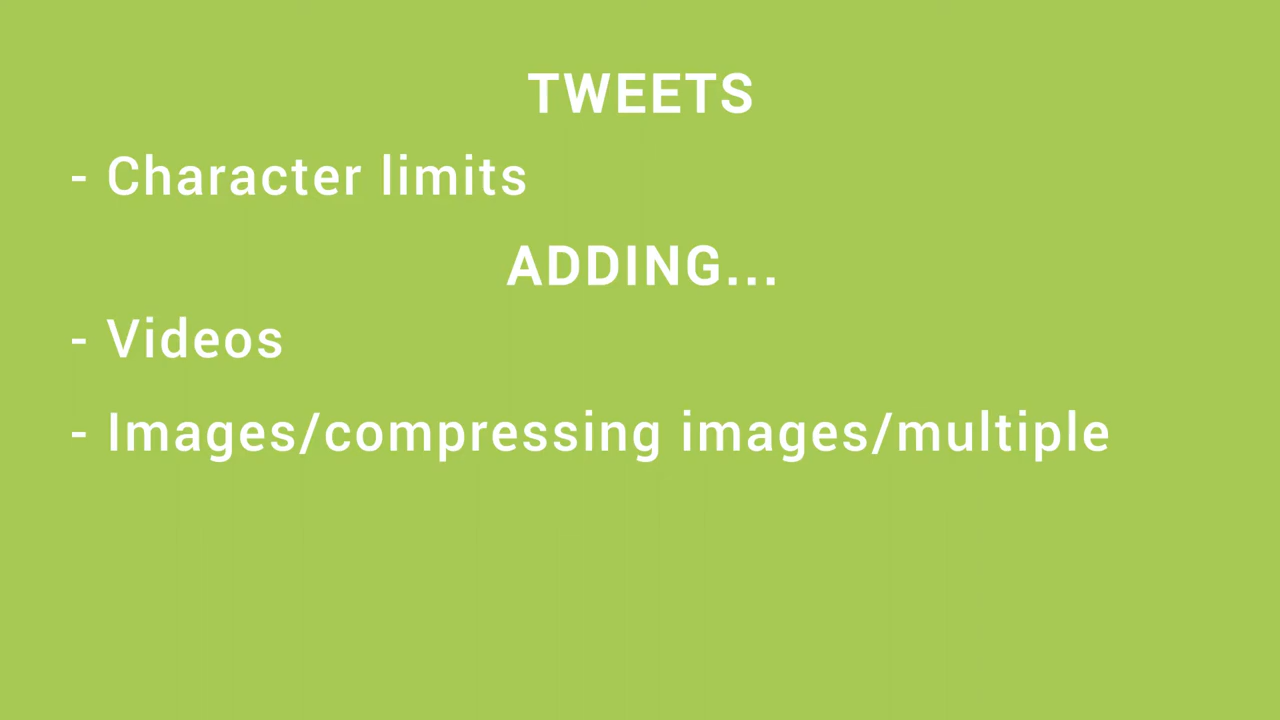 TWEETS
- Character limits
ADDING...
- Videos
- Images/compressing images/multiple